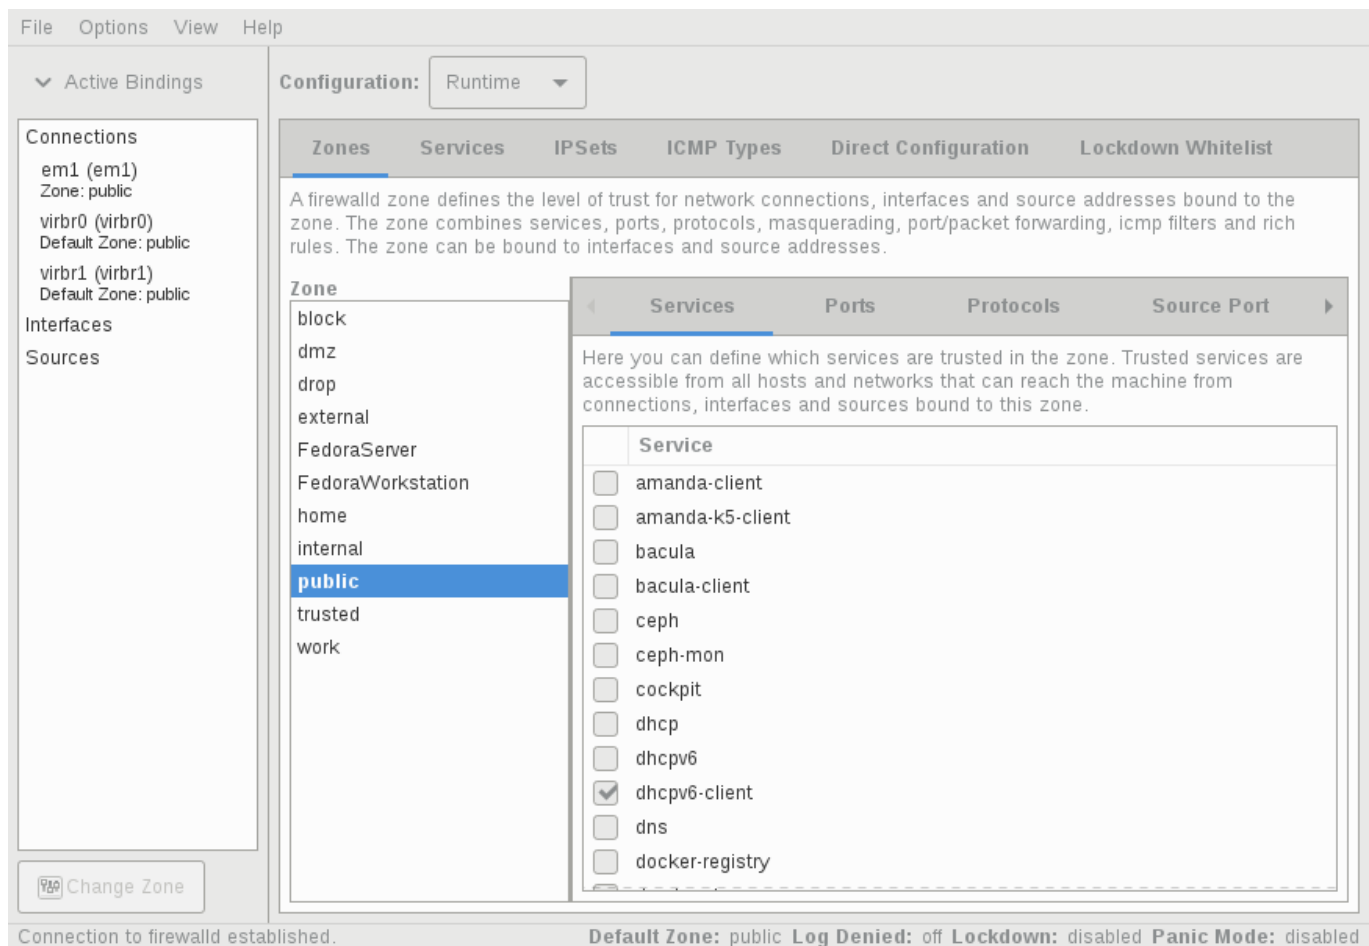 File Options View Help
Active Bindings
Configuration: Runtime
Connections
em1 (em1)
Zone: public
virbr0 (virbr0)
Default Zone: public
virbr1 (virbr1)
Default Zone: public
Interfaces
Sources
Change Zone
Zones Services IPSets ICMP Types Direct Configuration Lockdown Whitelist
A firewalld zone defines the level of trust for network connections, interfaces and source addresses bound to the
zone. The zone combines services, ports, protocols, masquerading, port/packet forwarding, icmp filters and rich
rules. The zone can be bound to interfaces and source addresses.
Zone
block
dmz
drop
external
FedoraServer
FedoraWorkstation
home
internal
public
trusted
work
Services Ports Protocols Source Port
Here you can define which services are trusted in the zone. Trusted services are
accessible from all hosts and networks that can reach the machine from
connections, interfaces and sources bound to this zone.
Service
amanda-client
amanda-k5-client
bacula
bacula-client
ceph
ceph-mon
cockpit
dhcp
dhcpv6
dhcpv6-client
dns
docker-registry
Connection to firewalld established.
Default Zone: public Log Denied: off Lockdown: disabled Panic Mode: disabled